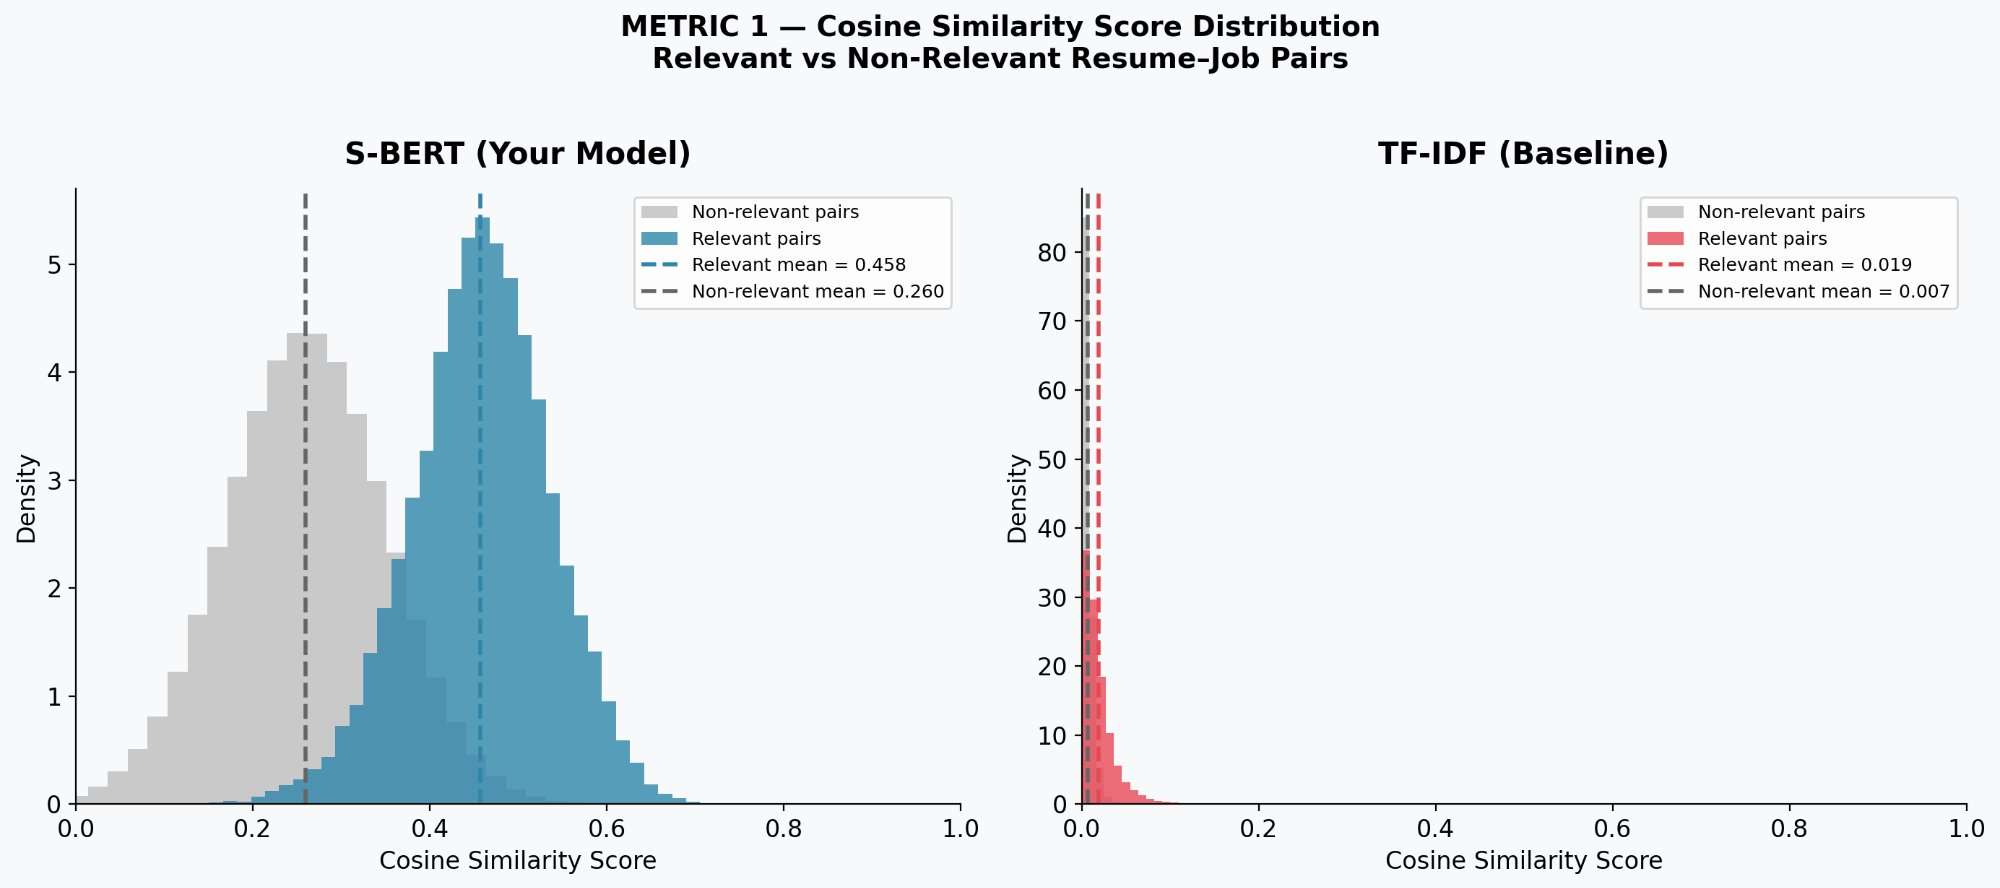 METRIC 1 — Cosine Similarity Score Distribution
Relevant vs Non-Relevant Resume–Job Pairs
S-BERT (Your Model)
Non-relevant pairs
Relevant pairs
Relevant mean = 0.458
Non-relevant mean = 0.260
5
4
3
2
1
0
Density
0.0 0.2 0.4 0.6 0.8 1.0
Cosine Similarity Score
TF-IDF (Baseline)
Non-relevant pairs
Relevant pairs
Relevant mean = 0.019
Non-relevant mean = 0.007
80
70
60
50
40
30
20
10
0
Density
0.0 0.2 0.4 0.6 0.8 1.0
Cosine Similarity Score